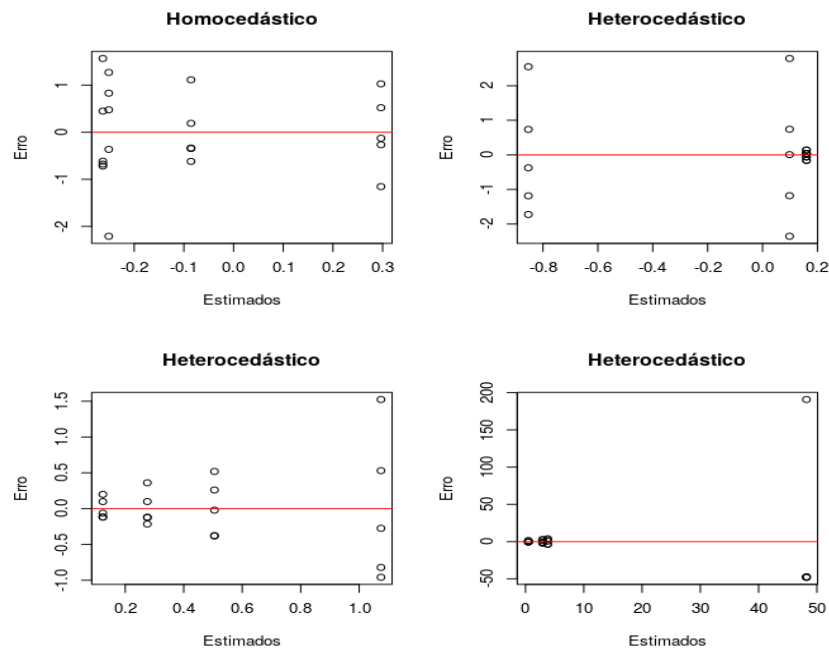 Homocedástico
Erro
1
0
-1
-2
-0.2 -0.1 0.0 0.1 0.2 0.3
Estimados
Heterocedástico
Erro
2
1
0
-1
-2
-0.8 -0.6 -0.4 -0.2 0.0 0.2
Estimados
Heterocedástico
Erro
1.5
1.0
0.5
0.0
-0.5
-1.0
0.2 0.4 0.6 0.8 1.0
Estimados
Heterocedástico
Erro
200
150
100
50
0
-50
0 10 20 30 40 50
Estimados